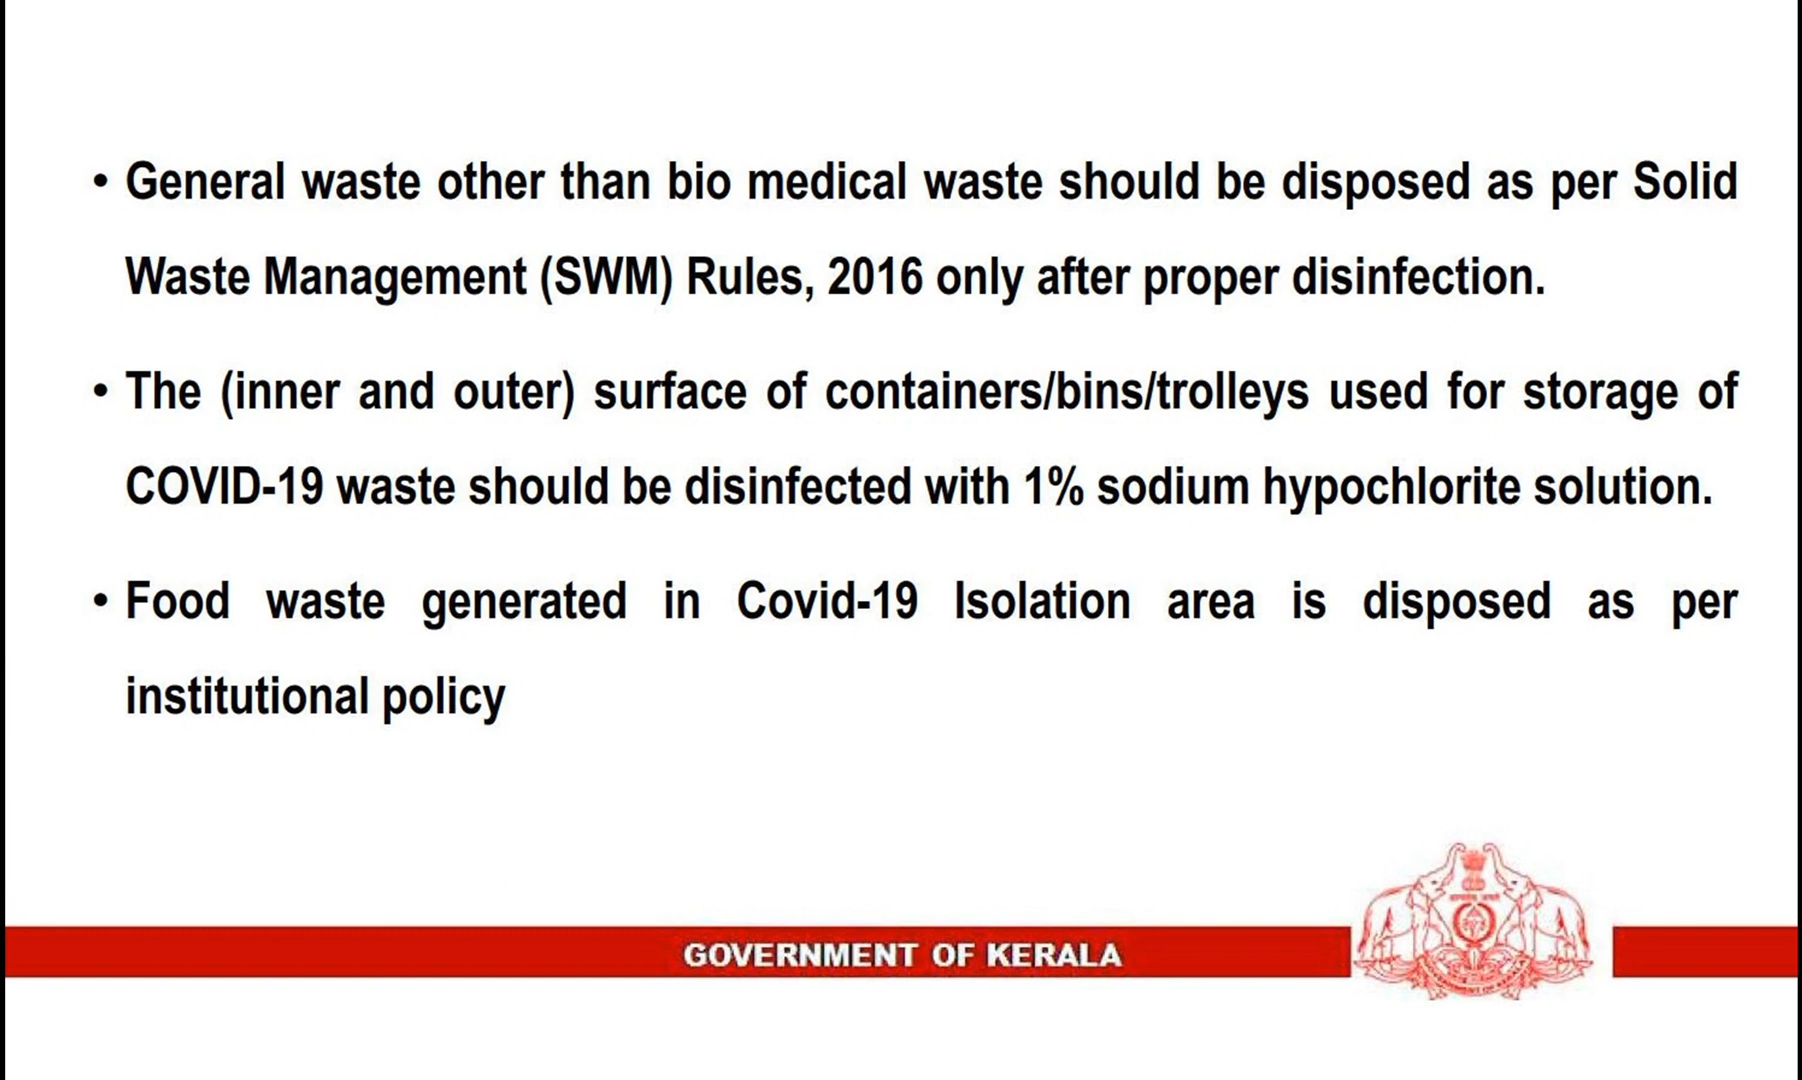 • General waste other than bio medical waste should be disposed as per Solid
Waste Management (SWM) Rules, 2016 only after proper disinfection.
• The (inner and outer) surface of containers/bins/trolleys used for storage of
COVID-19 waste should be disinfected with 1% sodium hypochlorite solution.
• Food waste generated in Covid-19 Isolation area is disposed as per
institutional policy
GOVERNMENT OF KERALA